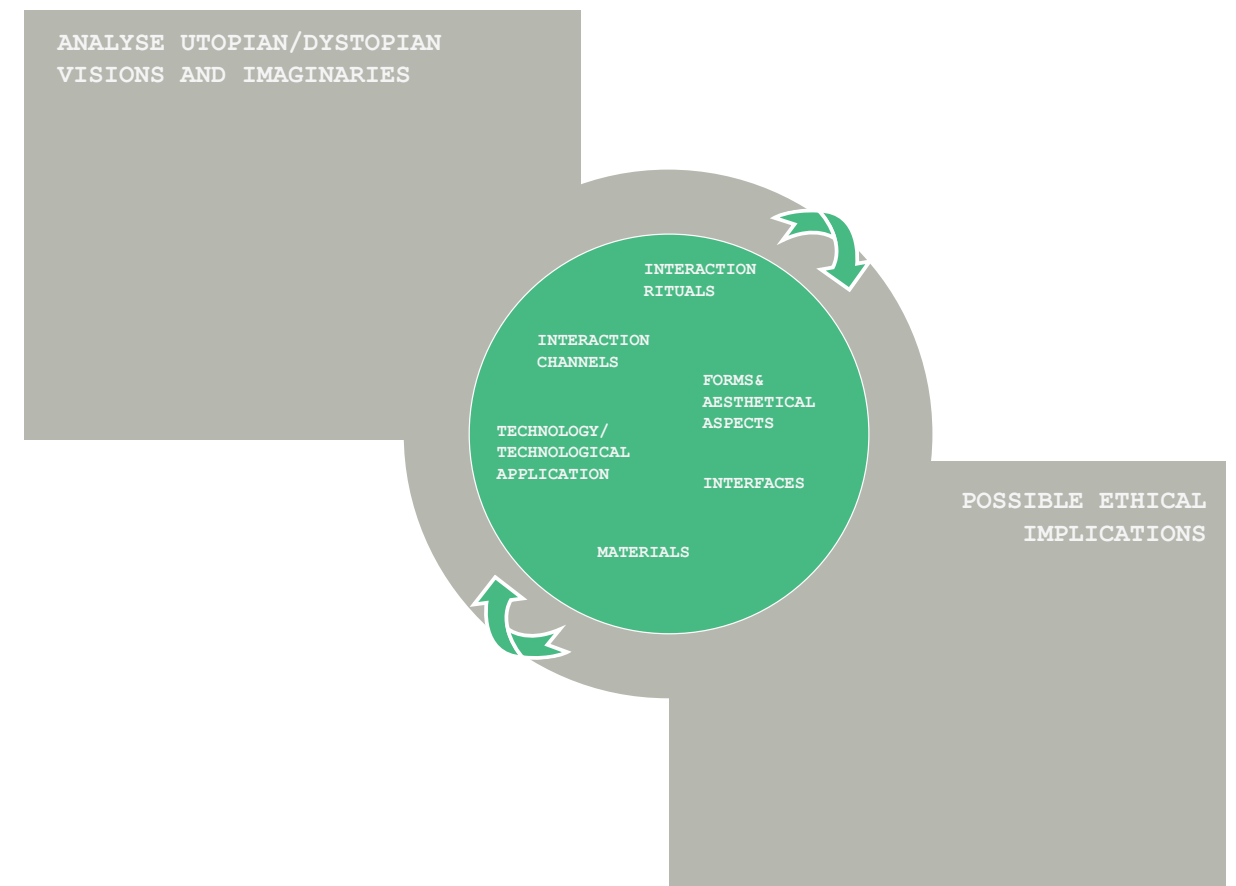 ANALYSE UTOPIAN/DYSTOPIAN
VISIONS AND IMAGINARIES
INTERACTION
RITUALS
INTERACTION
CHANNELS
FORMS&
AESTHETICAL
ASPECTS
TECHNOLOGY/
TECHNOLOGICAL
APPLICATION
INTERFACES
MATERIALS
POSSIBLE ETHICAL
IMPLICATIONS